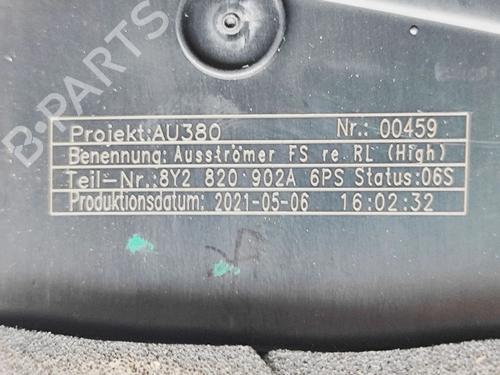 B-PARTS
Projekt:AU380 Nr.: 00459
Benennung: Ausströmer FS re.RL (High)
Teil-Nr.:8Y2 820 902A 6PS Status:06S
Produktionsdatum: 2021-05-06 16:02:32